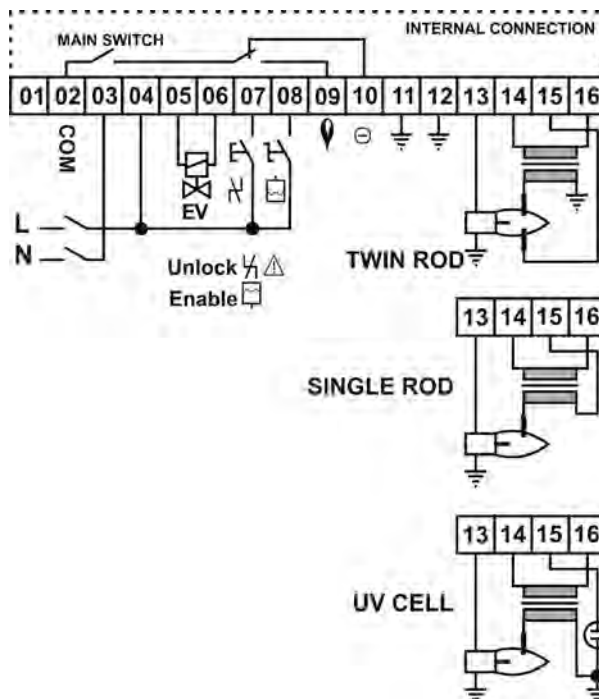 INTERNAL CONNECTION
MAIN SWITCH
01 02 03 04 05 06 07 08 09 10 11 12 13 14 15 16
COM
EV
L
N
Unlock
Enable
TWIN ROD
13 14 15 16
SINGLE ROD
13 14 15 16
UV CELL